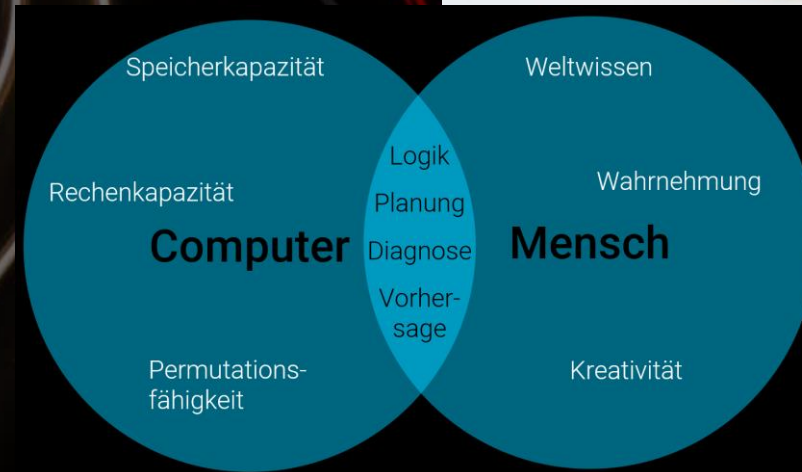 Speicherkapazität
Rechenkapazität
Computer
Permutations-
fähigkeit
Logik
Planung
Diagnose
Vorher-
sage
Weltwissen
Wahrnehmung
Mensch
Kreativität